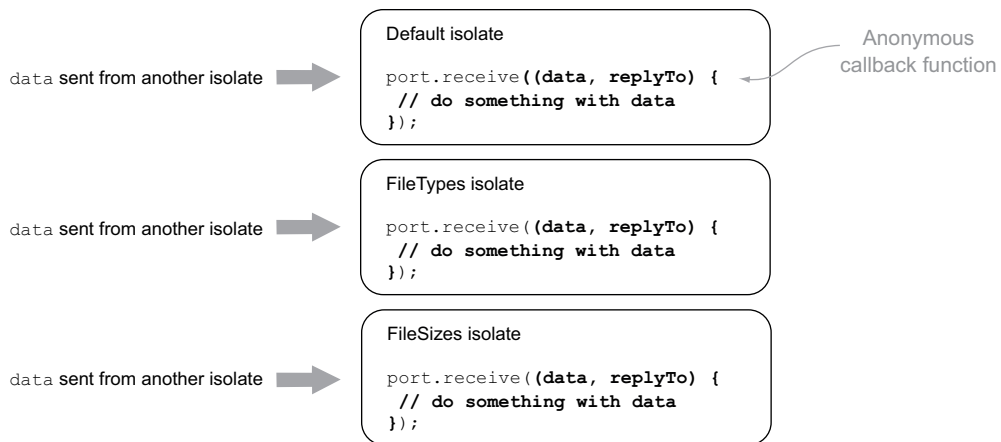 Default isolate
data sent from another isolate
port.receive((data, replyTo) {
// do something with data
});
Anonymous
callback function
FileTypes isolate
data sent from another isolate
port.receive((data, replyTo) {
// do something with data
});
FileSizes isolate
data sent from another isolate
port.receive((data, replyTo) {
// do something with data
});